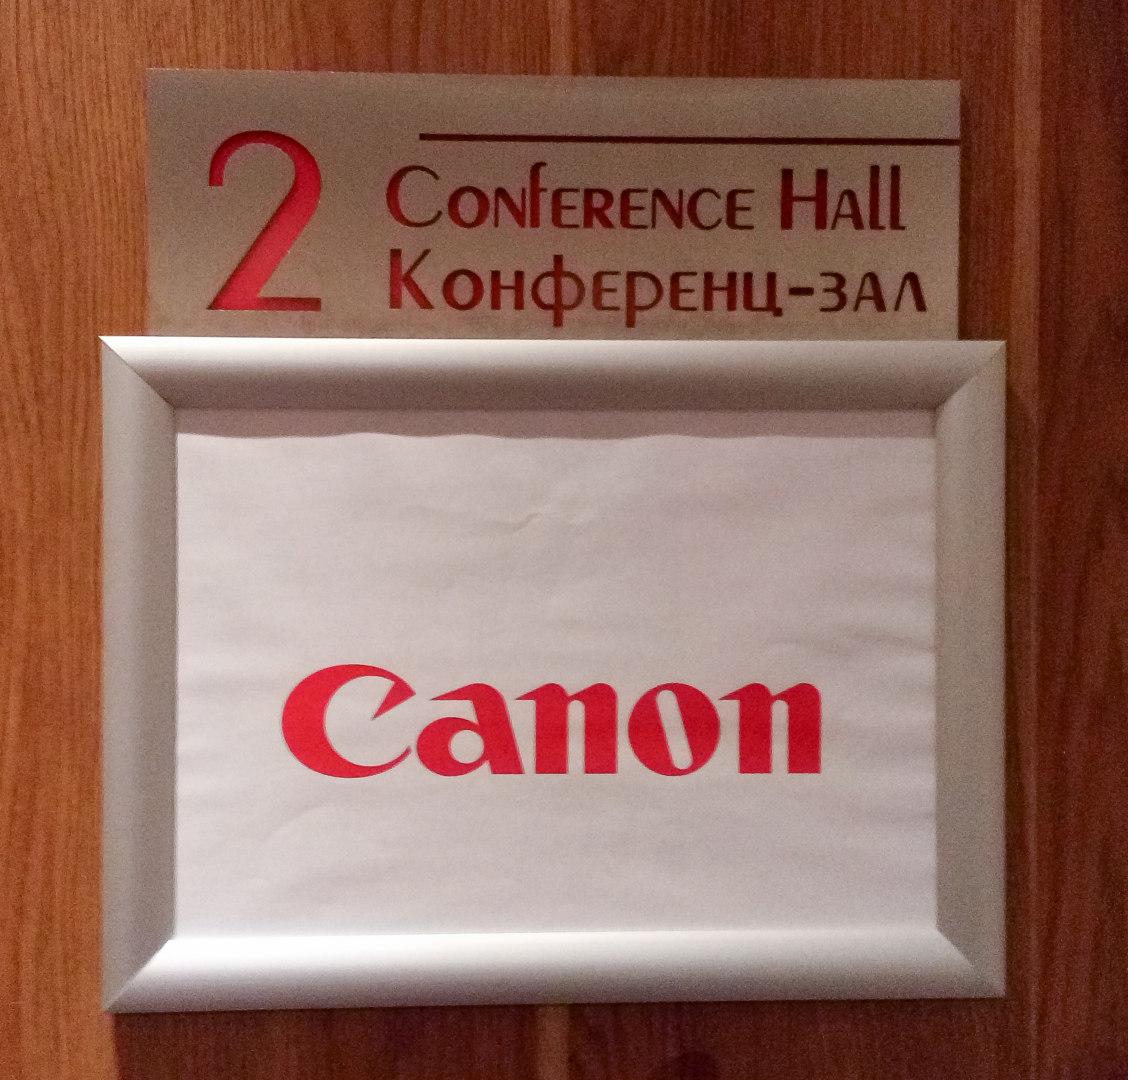 2
Conference Hall
Конференц-зал
Canon